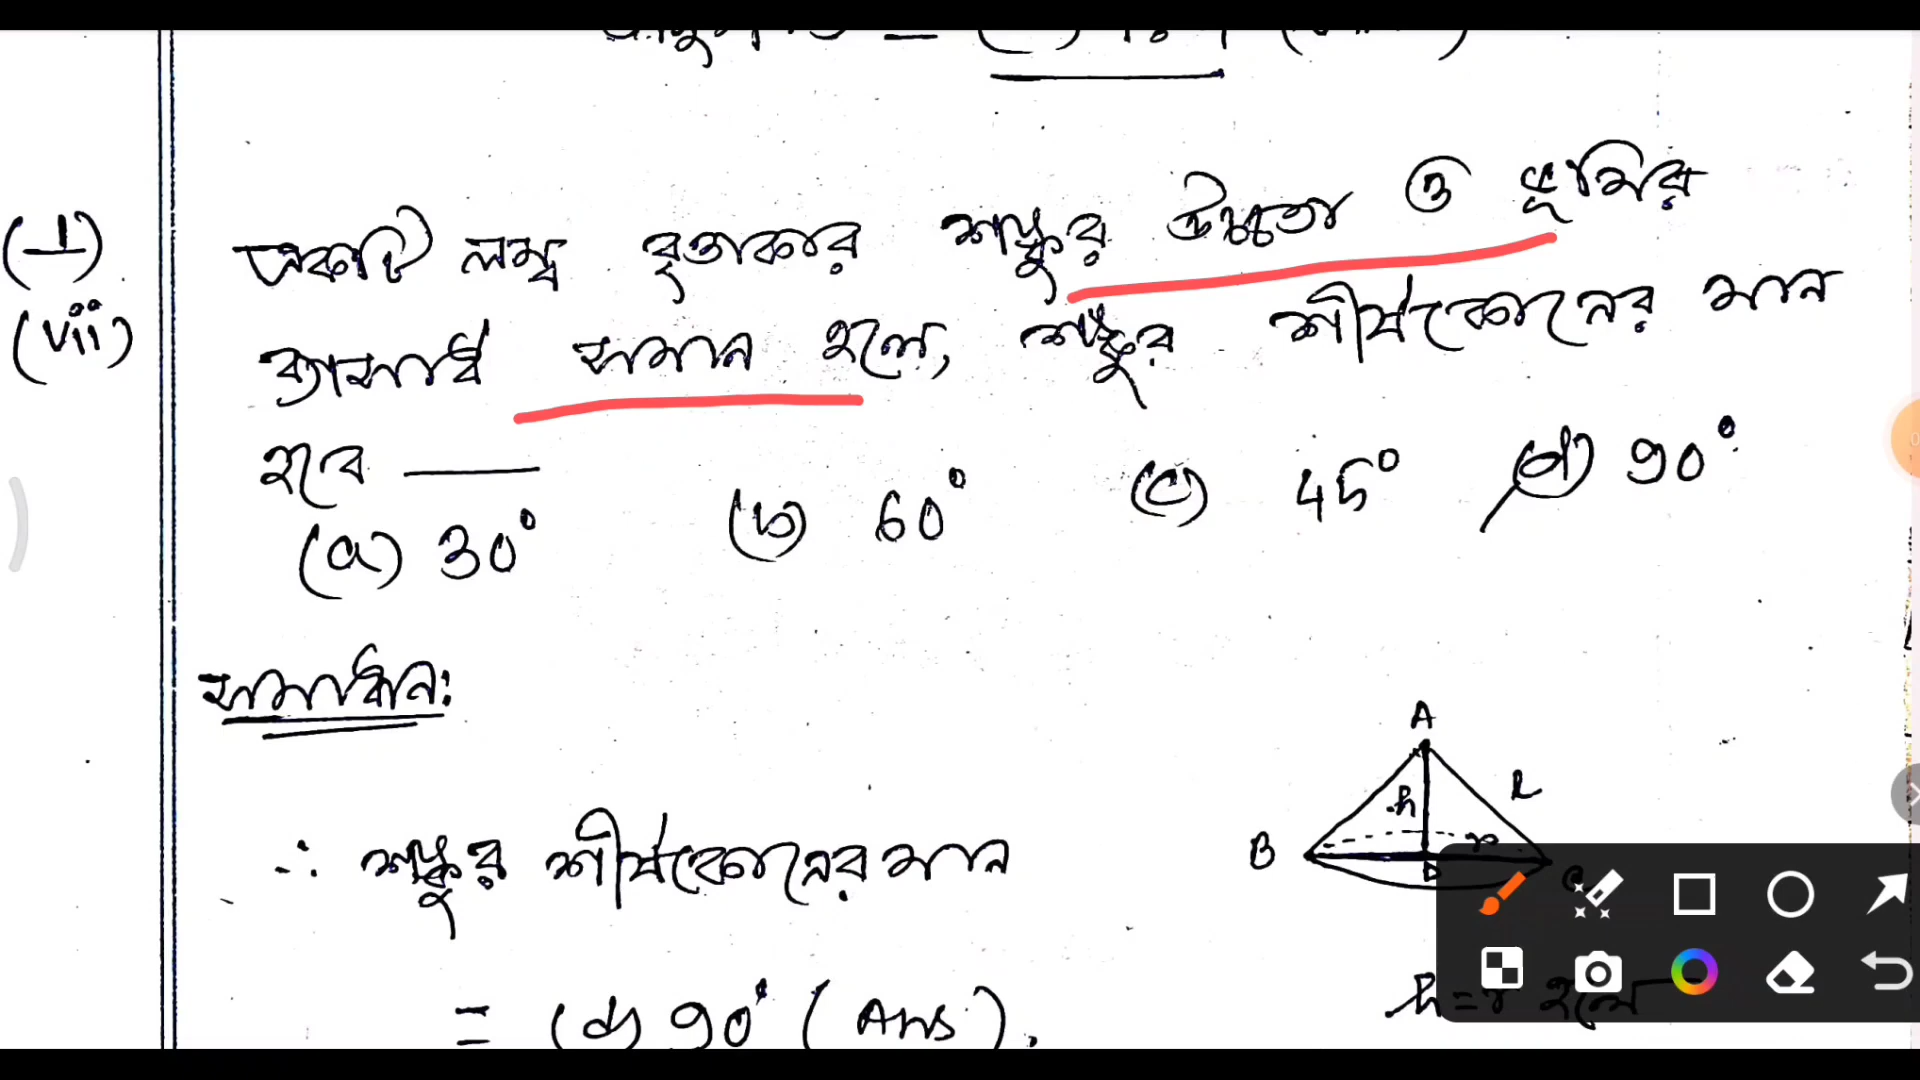 (1)
(vii)
একটি লম্ব বৃত্তাকার শঙ্কুর উচ্চতা ও ভূমির
ব্যাসার্ধ সমান হলে, শঙ্কুর শীর্ষকোনের মান
হবে ———
(a) 30° (b) 60° (c) 45° (d) 90°
সমাধান:
A
h
L
r
B
D
∴ শঙ্কুর শীর্ষকোনের মান
= (d) 90° (Ans).
h=r হলে